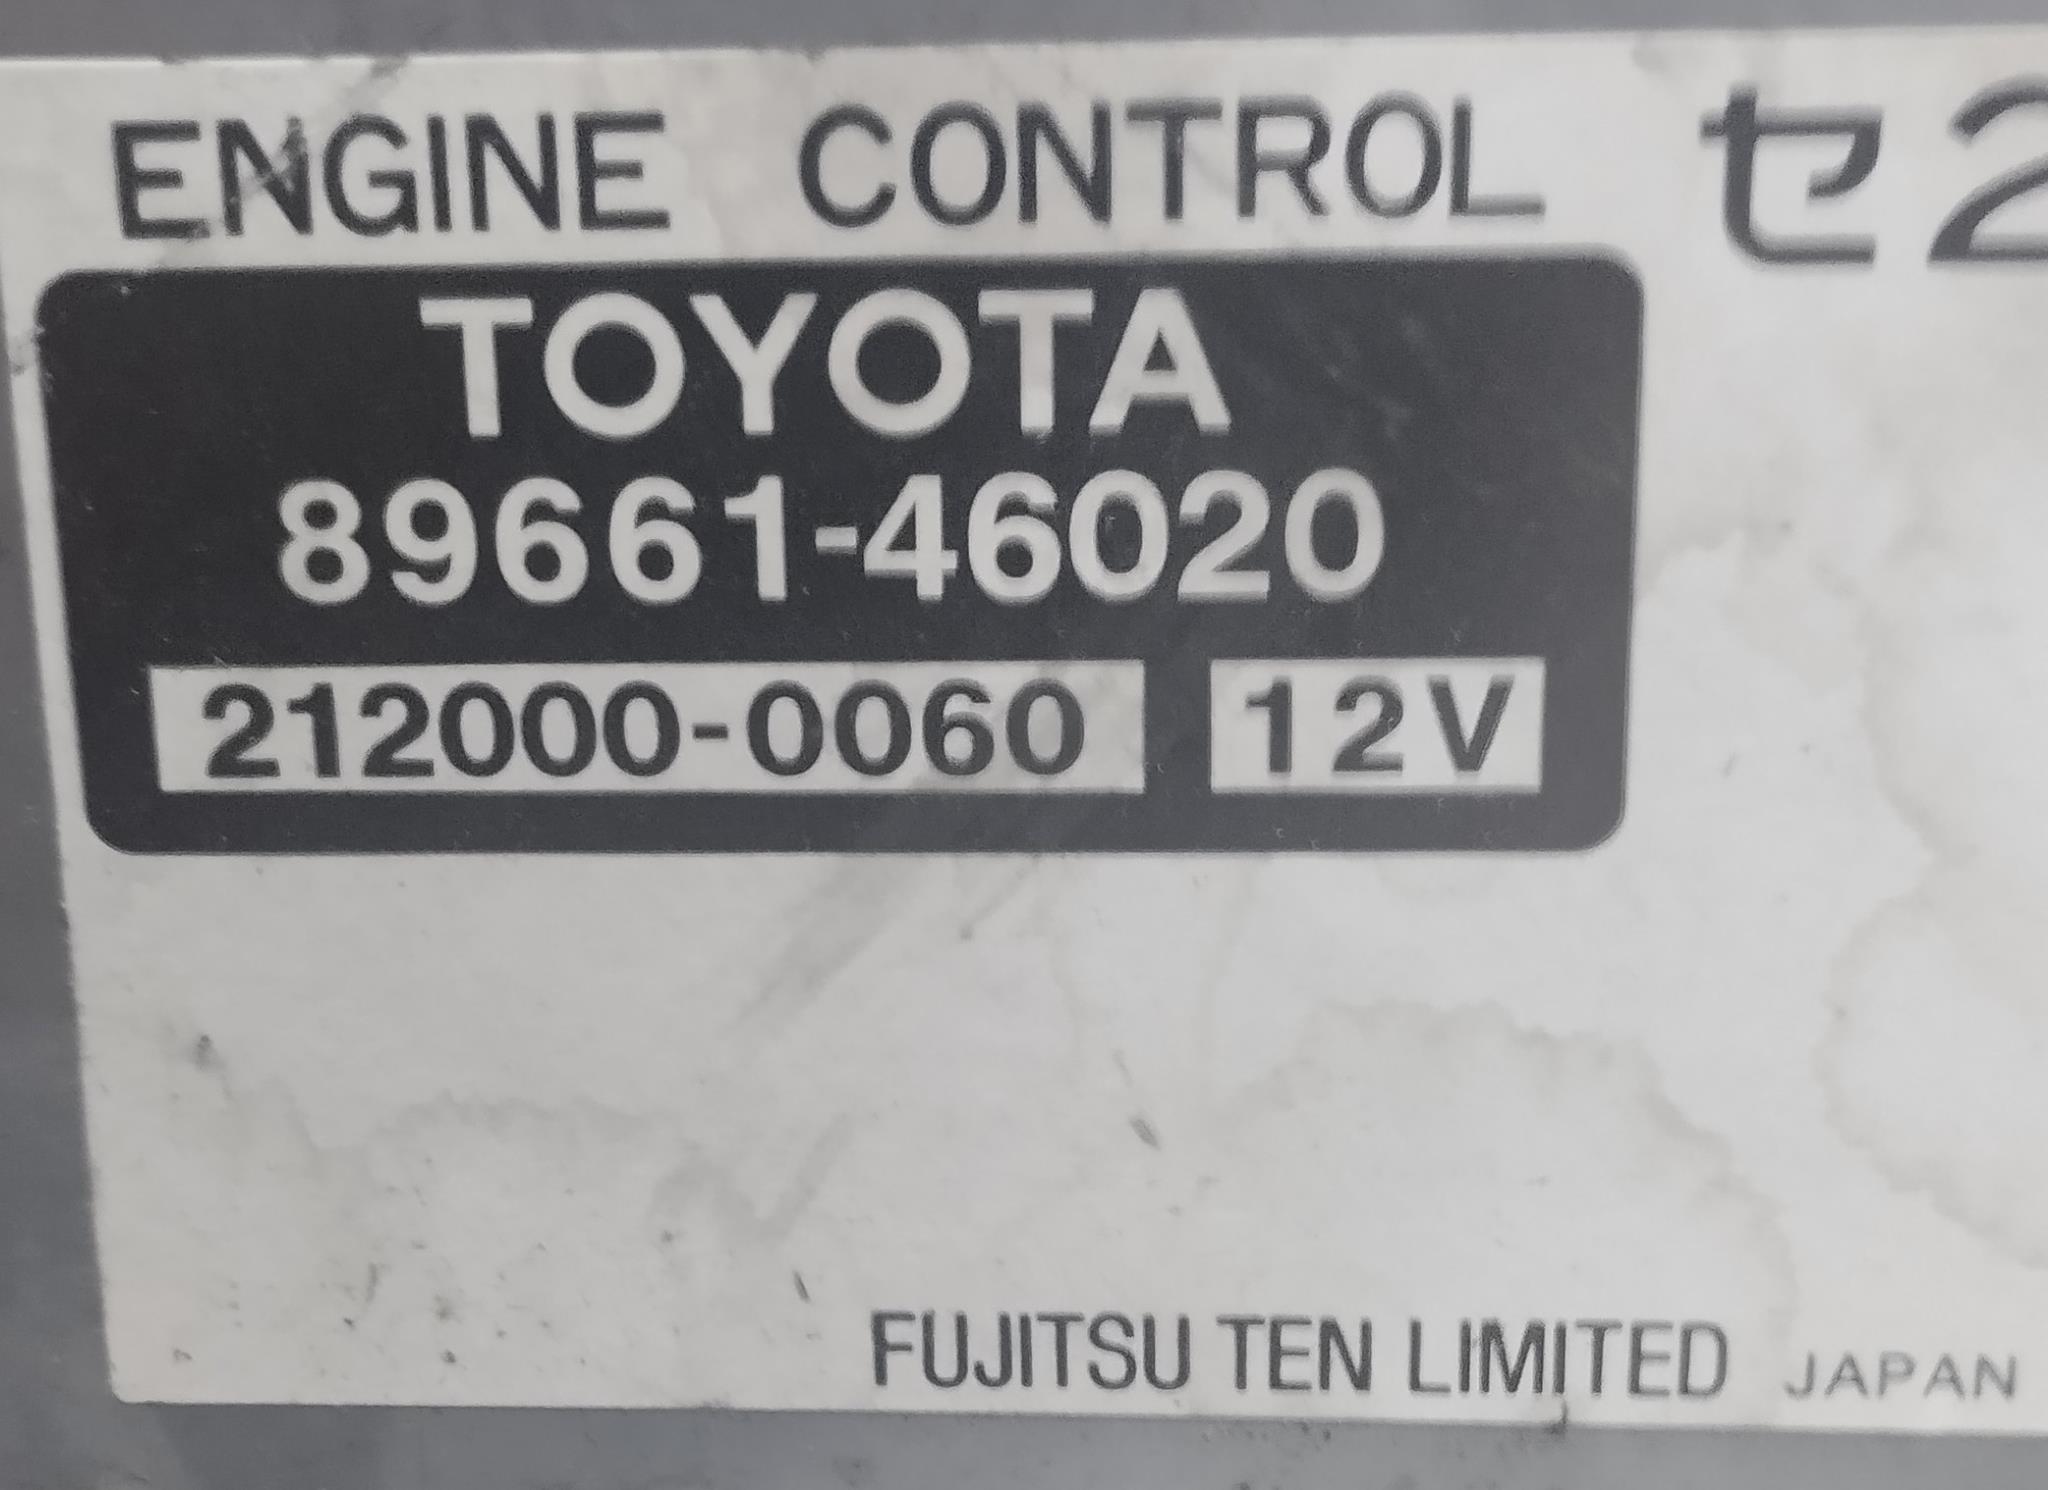 ENGINE CONTROL セ2
TOYOTA
89661-46020
212000-0060 12V
FUJITSU TEN LIMITED JAPAN